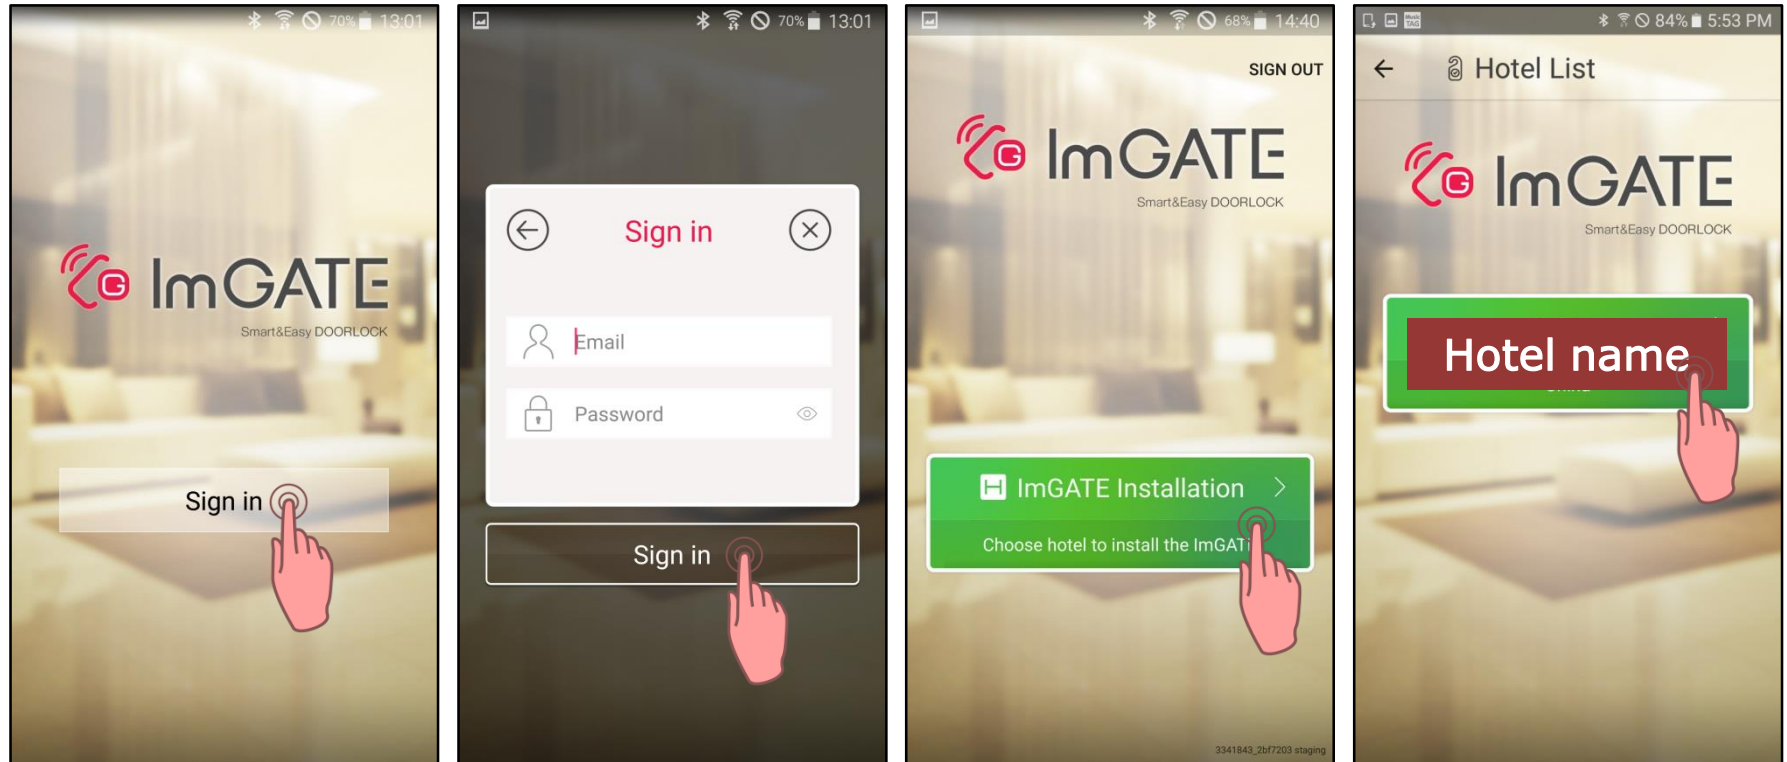 70% 13:01
ImGATE
Smart&Easy DOORLOCK
Sign in
70% 13:01
Sign in
Email
Password
Sign in
68% 14:40
SIGN OUT
ImGATE
Smart&Easy DOORLOCK
ImGATE Installation
Choose hotel to install the ImGATE
3341843_2bf7203 staging
84% 5:53 PM
Hotel List
ImGATE
Smart&Easy DOORLOCK
Hotel name